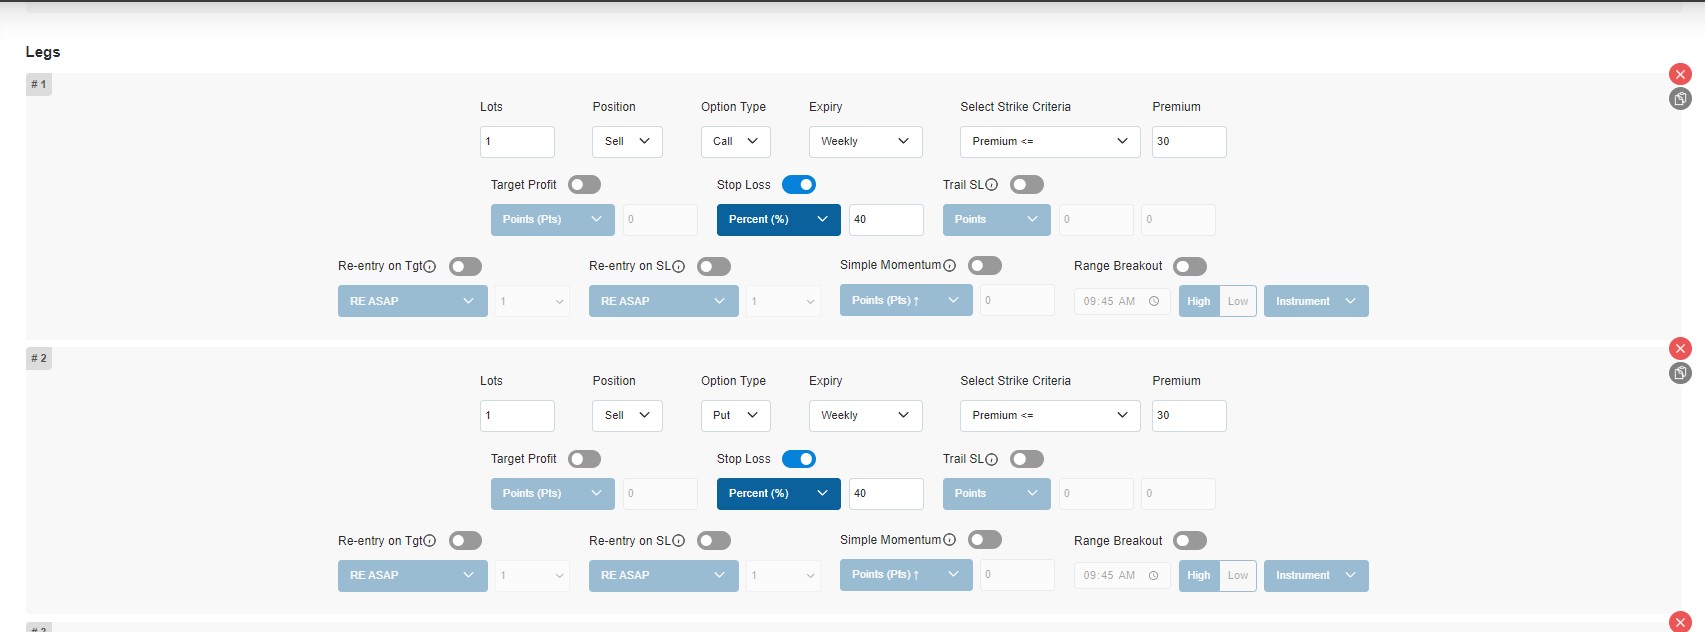 Legs
# 1
Lots Position Option Type Expiry Select Strike Criteria Premium
1 Sell Call Weekly Premium <= 30
Target Profit Stop Loss Trail SL
Points (Pts) 0 Percent (%) 40 Points 0 0
Re-entry on Tgt Re-entry on SL Simple Momentum Range Breakout
RE ASAP 1 RE ASAP 1 Points (Pts) ↑ 0 09:45 AM High Low Instrument
# 2
Lots Position Option Type Expiry Select Strike Criteria Premium
1 Sell Put Weekly Premium <= 30
Target Profit Stop Loss Trail SL
Points (Pts) 0 Percent (%) 40 Points 0 0
Re-entry on Tgt Re-entry on SL Simple Momentum Range Breakout
RE ASAP 1 RE ASAP 1 Points (Pts) ↑ 0 09:45 AM High Low Instrument